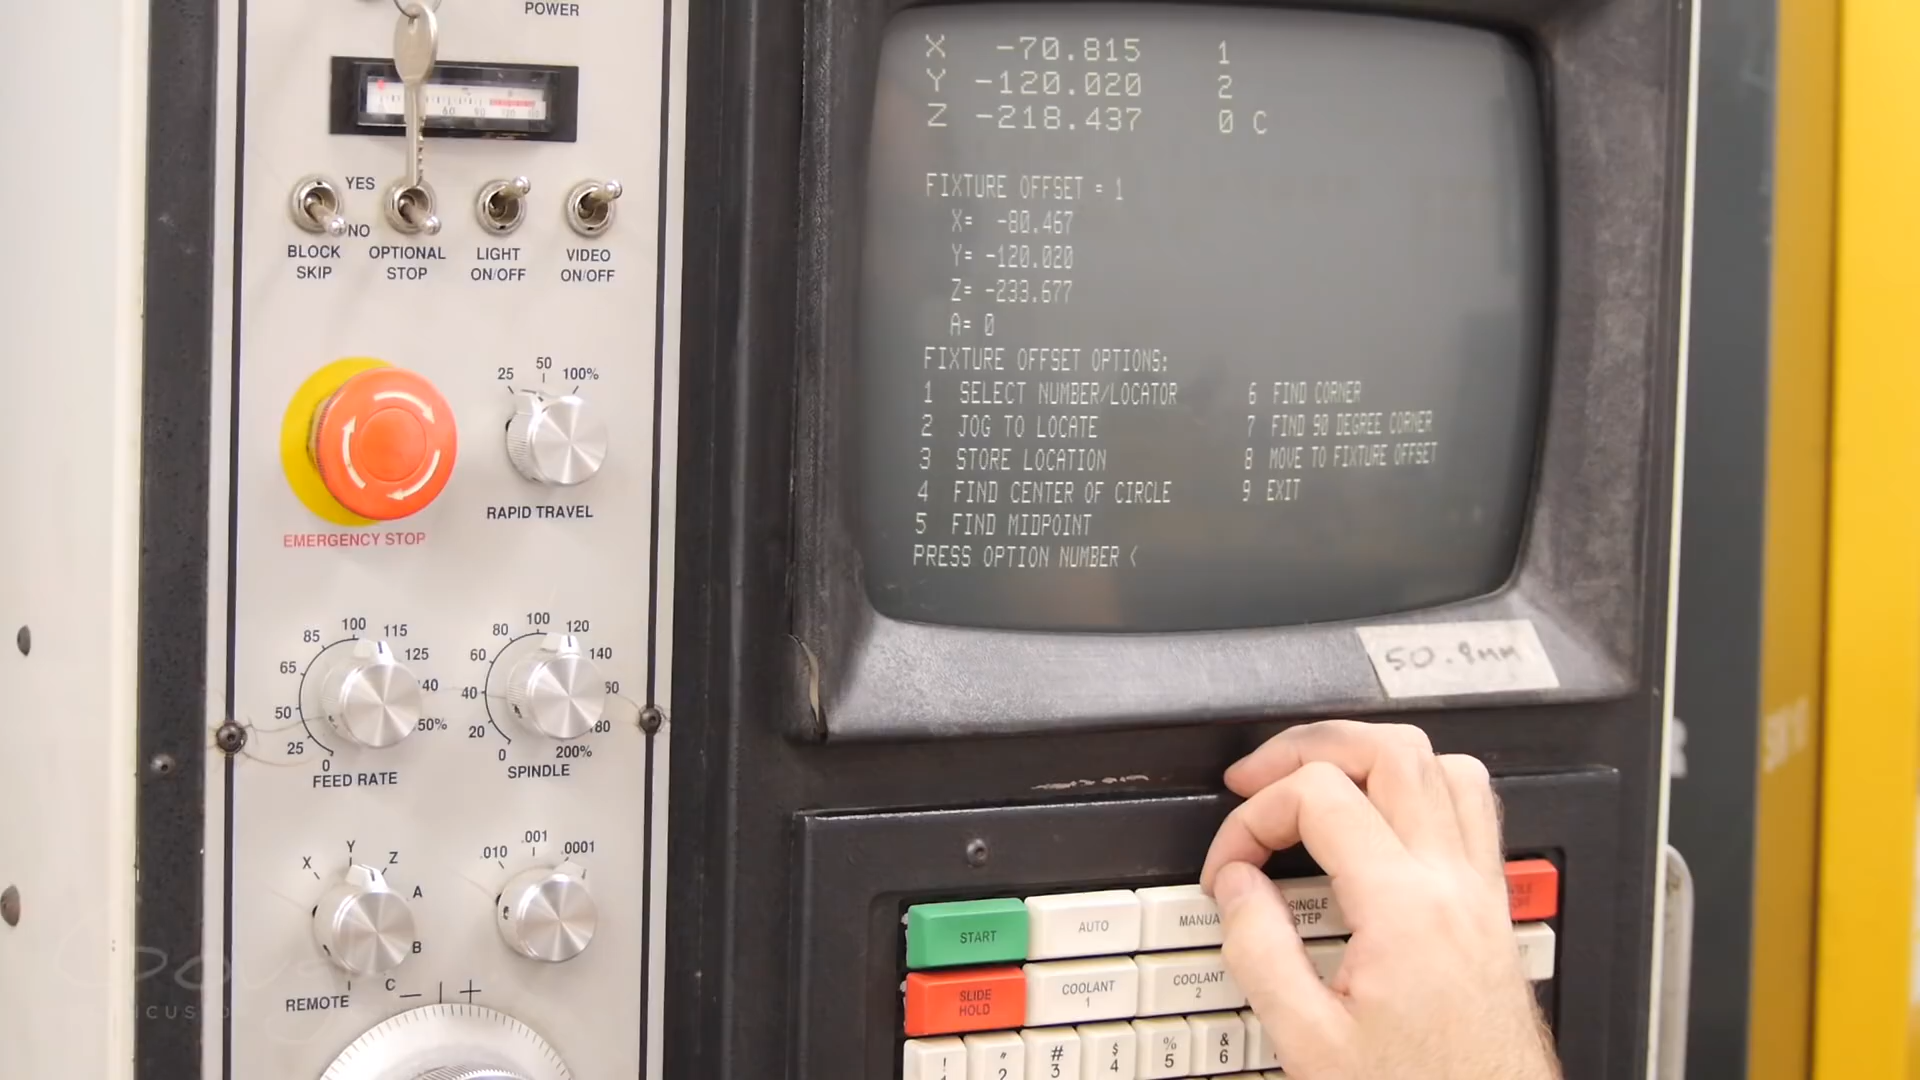 POWER
YES
NO
BLOCK SKIP
OPTIONAL STOP
LIGHT ON/OFF
VIDEO ON/OFF
EMERGENCY STOP
25 50 100%
RAPID TRAVEL
0 25 50 65 85 100 115 125 140 150%
FEED RATE
0 20 40 60 80 100 120 140 160 180 200%
SPINDLE
X Y Z A B C
REMOTE
.010 .001 .0001
− +
X -70.815 1
Y -120.020 2
Z -218.437 0 C
FIXTURE OFFSET = 1
X= -80.467
Y= -120.020
Z= -233.677
A= 0
FIXTURE OFFSET OPTIONS:
1 SELECT NUMBER/LOCATOR 6 FIND CORNER
2 JOG TO LOCATE 7 FIND 90 DEGREE CORNER
3 STORE LOCATION 8 MOVE TO FIXTURE OFFSET
4 FIND CENTER OF CIRCLE 9 EXIT
5 FIND MIDPOINT
PRESS OPTION NUMBER <
50.8MM
START AUTO MANUA SINGLE STEP
SLIDE HOLD COOLANT 1 COOLANT 2
! " # $ % &
1 2 3 4 5 6